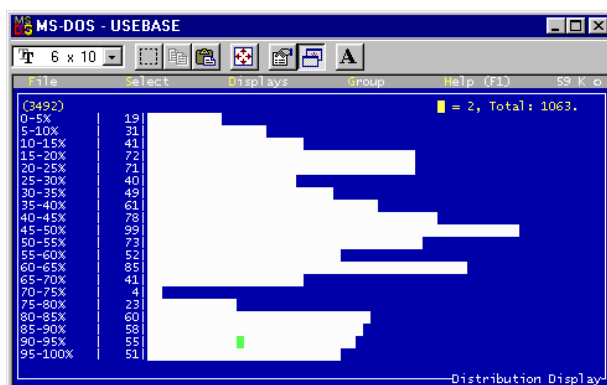 MS-DOS - USEBASE
6 x 10
A
File Select Displays Group Help (F1) 59 K o
(3492) = 2, Total: 1063.
0-5% | 19|
5-10% | 31|
10-15% | 41|
15-20% | 72|
20-25% | 71|
25-30% | 40|
30-35% | 49|
35-40% | 61|
40-45% | 78|
45-50% | 99|
50-55% | 73|
55-60% | 52|
60-65% | 85|
65-70% | 41|
70-75% | 4|
75-80% | 23|
80-85% | 60|
85-90% | 58|
90-95% | 55|
95-100% | 51|
Distribution Display